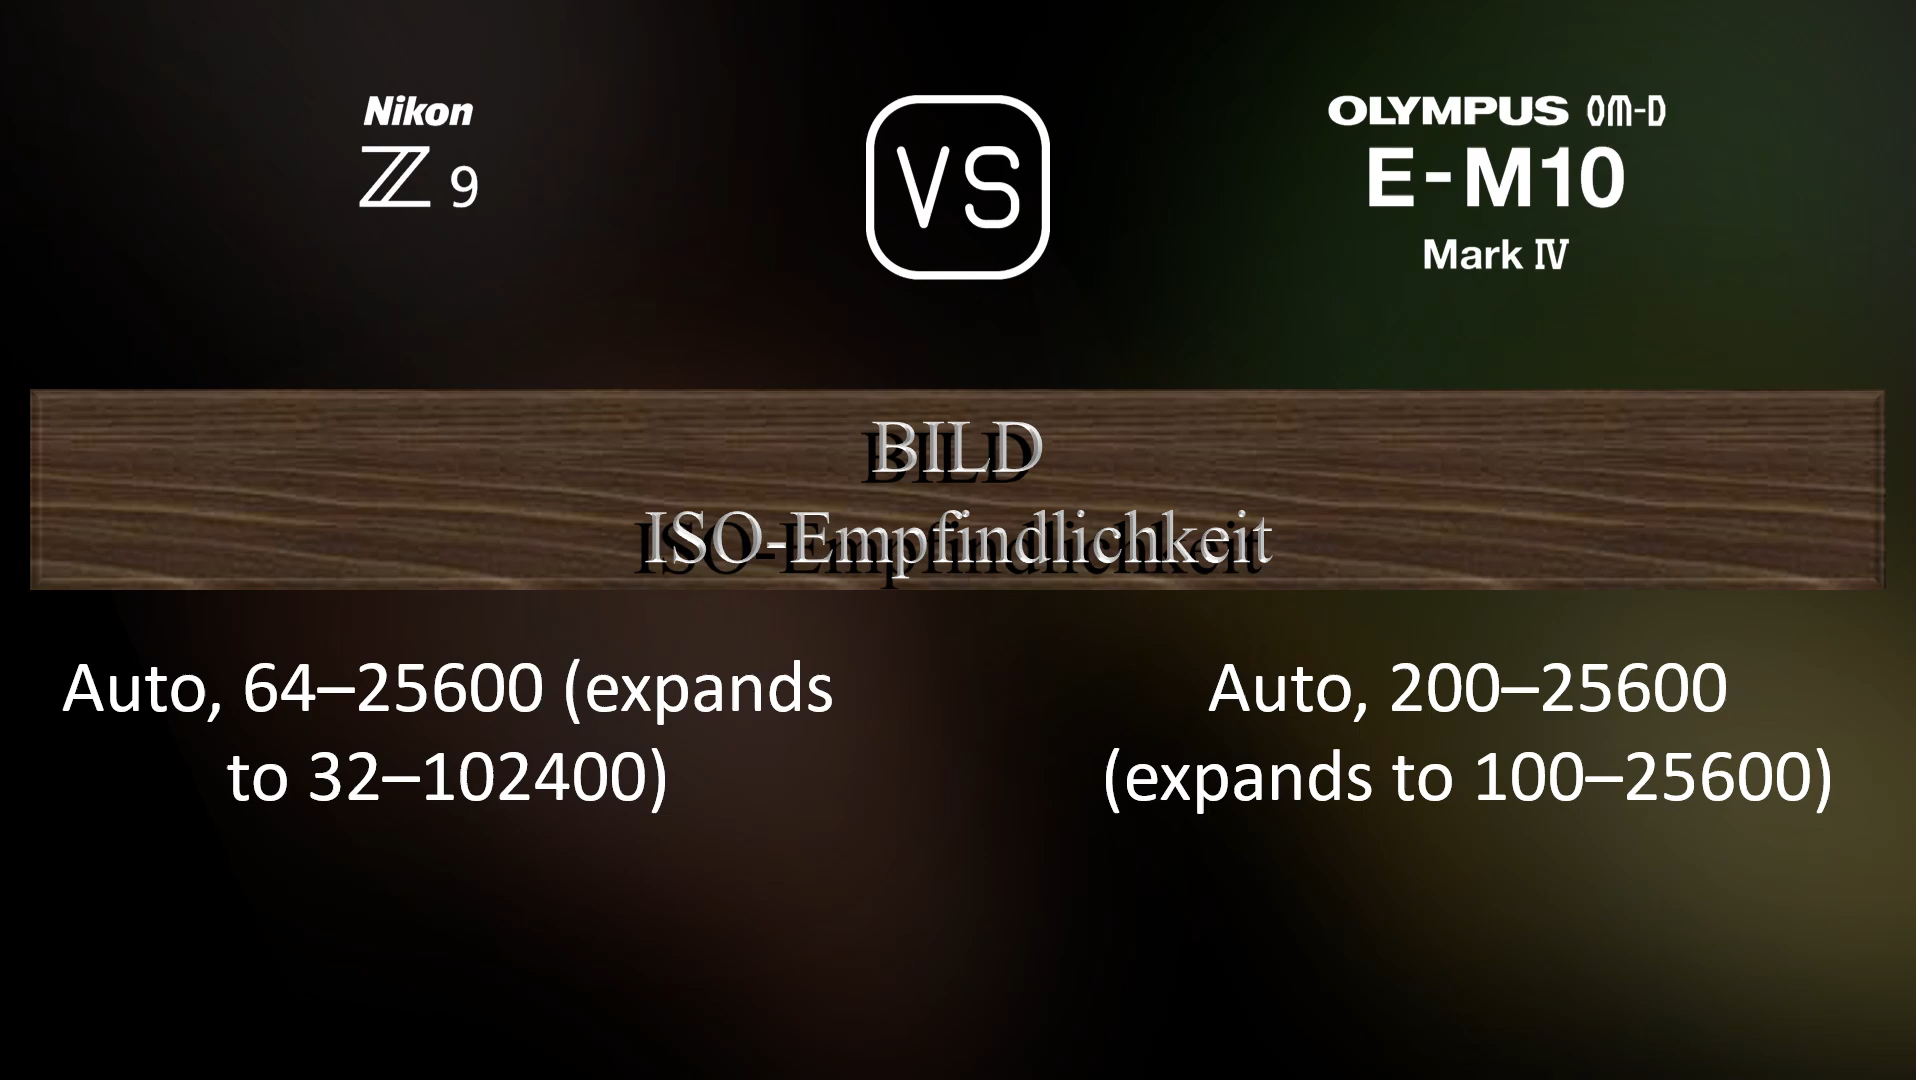 Nikon
Z 9
VS
OLYMPUS OM-D
E-M10
Mark IV
BILD
ISO-Empfindlichkeit
Auto, 64–25600 (expands
to 32–102400)
Auto, 200–25600
(expands to 100–25600)